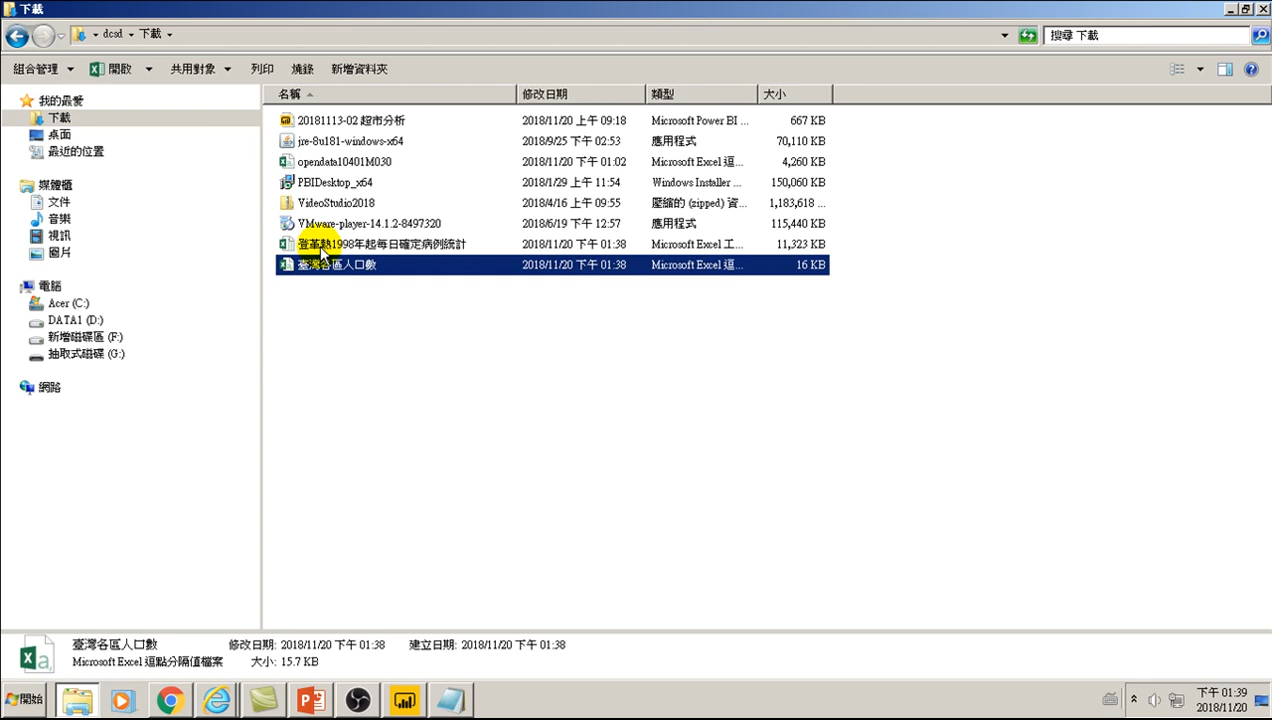 下載
dcsd 下載
搜尋 下載
組合管理 開啟 共用對象 列印 燒錄 新增資料夾
我的最愛
下載
桌面
最近的位置
媒體櫃
文件
音樂
視訊
圖片
電腦
Acer (C:)
DATA1 (D:)
新增磁碟區 (F:)
抽取式磁碟 (G:)
網路
名稱 修改日期 類型 大小
20181113-02 超市分析 2018/11/20 上午 09:18 Microsoft Power BI ... 667 KB
jre-8u181-windows-x64 2018/9/25 下午 02:53 應用程式 70,110 KB
opendata10401M030 2018/11/20 下午 01:02 Microsoft Excel 逗... 4,260 KB
PBIDesktop_x64 2018/1/29 上午 11:54 Windows Installer ... 150,060 KB
VideoStudio2018 2018/4/16 上午 09:55 壓縮的 (zipped) 資... 1,183,618 ...
VMware-player-14.1.2-8497320 2018/6/19 下午 12:57 應用程式 115,440 KB
登革熱1998年起每日確定病例統計 2018/11/20 下午 01:38 Microsoft Excel 工... 11,323 KB
臺灣各區人口數 2018/11/20 下午 01:38 Microsoft Excel 逗... 16 KB
臺灣各區人口數 修改日期: 2018/11/20 下午 01:38 建立日期: 2018/11/20 下午 01:38
Microsoft Excel 逗點分隔值檔案 大小: 15.7 KB
開始
下午 01:39
2018/11/20